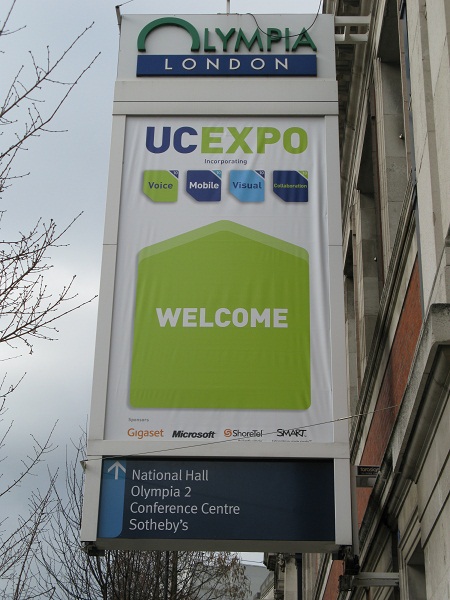 OLYMPIA
LONDON
UCEXPO
Incorporating
Voice Mobile Visual Collaboration
WELCOME
Sponsors
Gigaset Microsoft ShoreTel SMART
National Hall
Olympia 2
Conference Centre
Sotheby's